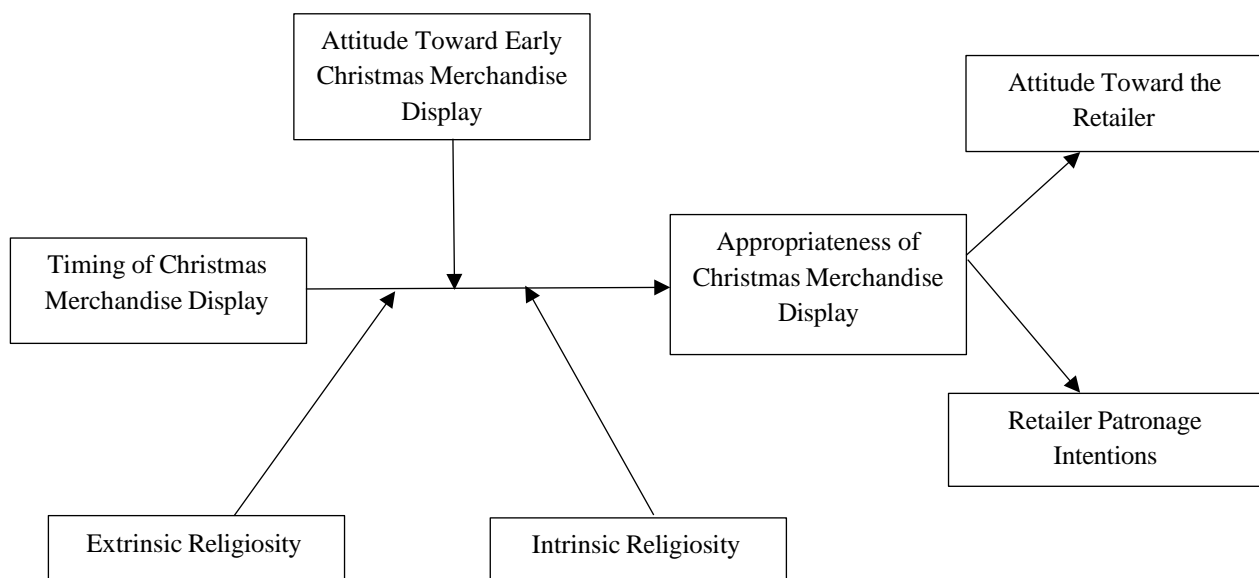 Attitude Toward Early
Christmas Merchandise
Display
Attitude Toward the
Retailer
Timing of Christmas
Merchandise Display
Appropriateness of
Christmas Merchandise
Display
Retailer Patronage
Intentions
Extrinsic Religiosity
Intrinsic Religiosity